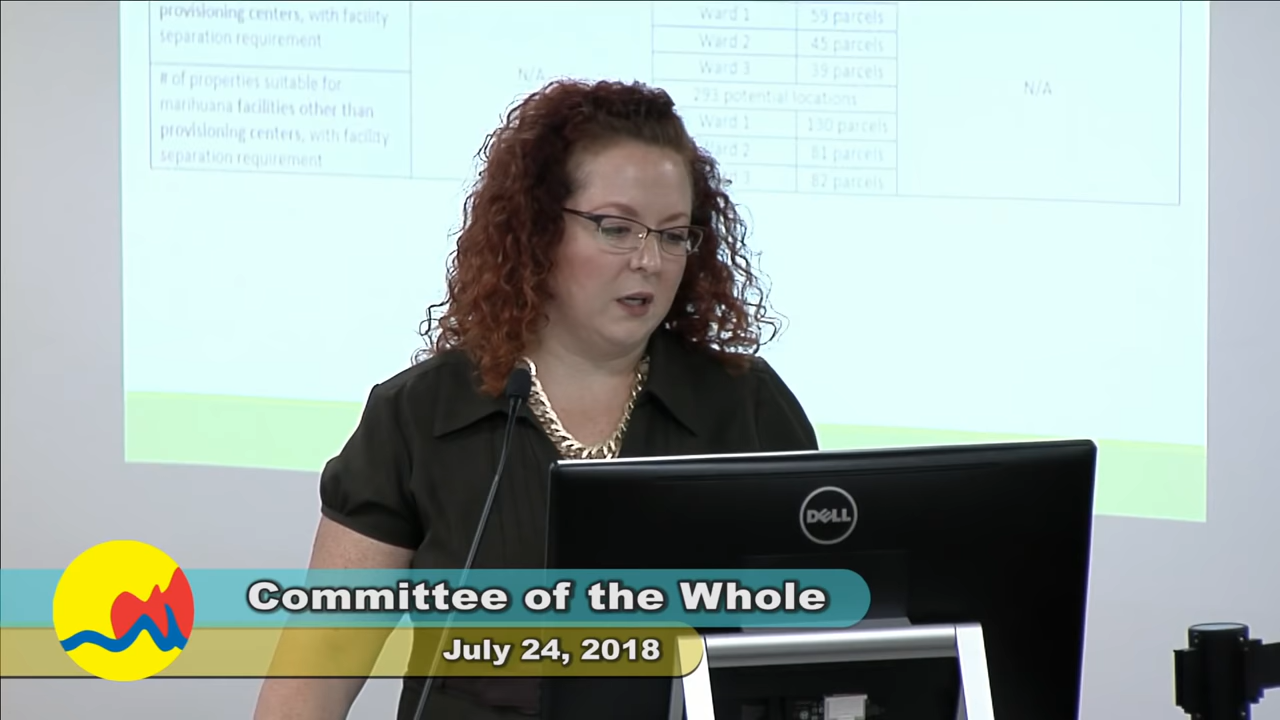 provisioning centers, with facility
separation requirement
Ward 1 59 parcels
Ward 2 45 parcels
Ward 3 39 parcels
# of properties suitable for
marihuana facilities other than
provisioning centers, with facility
separation requirement
N/A
293 potential locations
N/A
Ward 1 130 parcels
81 parcels
82 parcels
DELL
Committee of the Whole
July 24, 2018